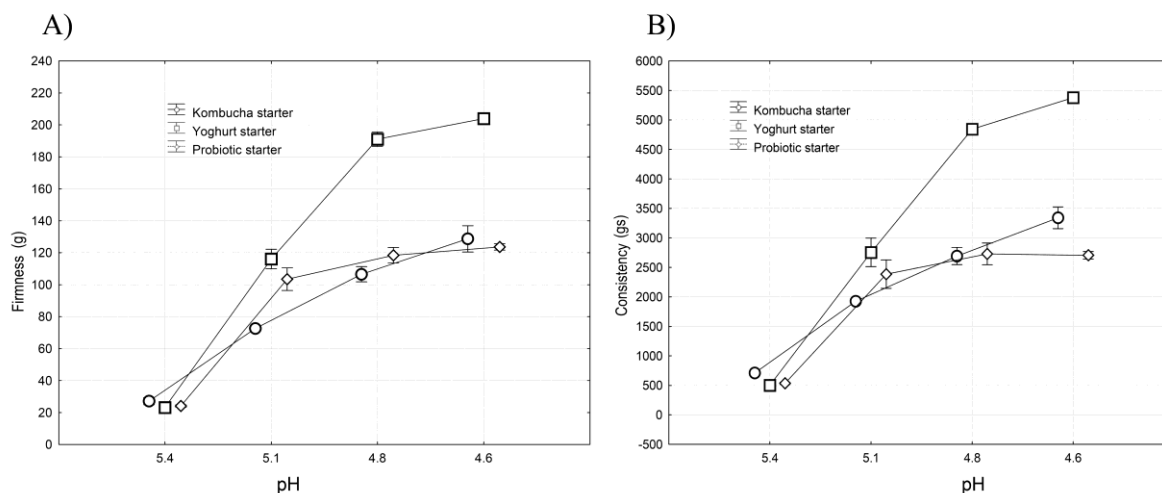 A)
240
220
200
180
160
140
120
100
80
60
40
20
0
Firmness (g)
Kombucha starter
Yoghurt starter
Probiotic starter
5.4 5.1 4.8 4.6
pH
B)
6000
5500
5000
4500
4000
3500
3000
2500
2000
1500
1000
500
0
-500
Consistency (gs)
Kombucha starter
Yoghurt starter
Probiotic starter
5.4 5.1 4.8 4.6
pH